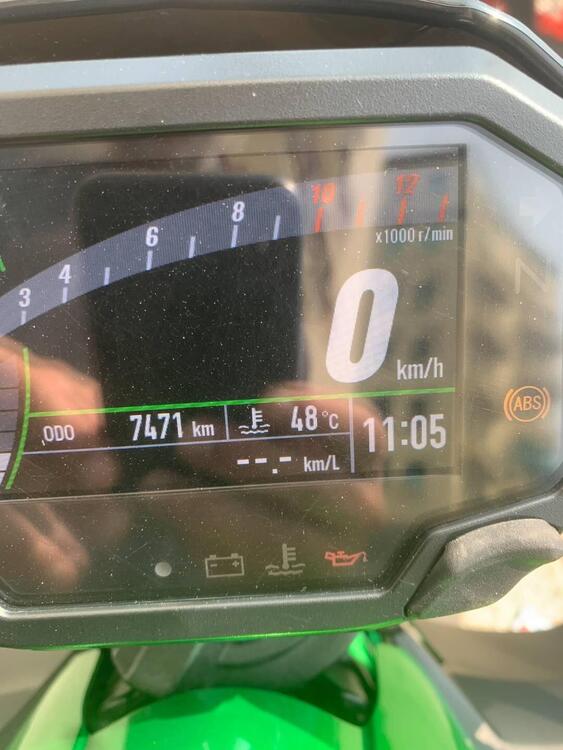 3 4 6 8 10 12
x1000 r/min
0 km/h
ABS
ODO 7471 km 48°C 11:05
--.- km/L